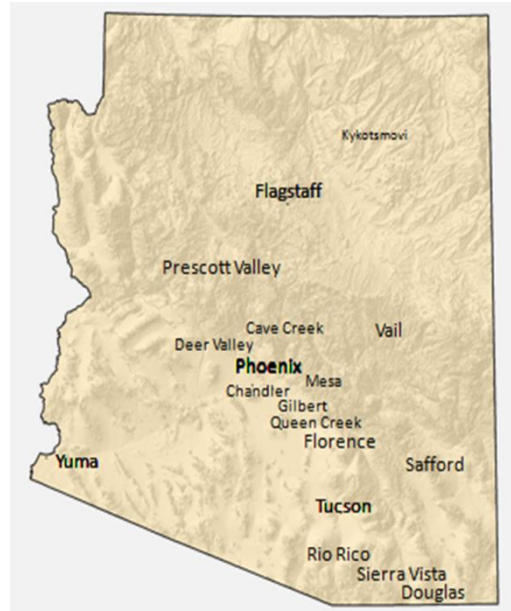 Kykotsmovi
Flagstaff
Prescott Valley
Cave Creek
Vail
Deer Valley
Phoenix
Mesa
Chandler
Gilbert
Queen Creek
Florence
Yuma
Safford
Tucson
Rio Rico
Sierra Vista
Douglas